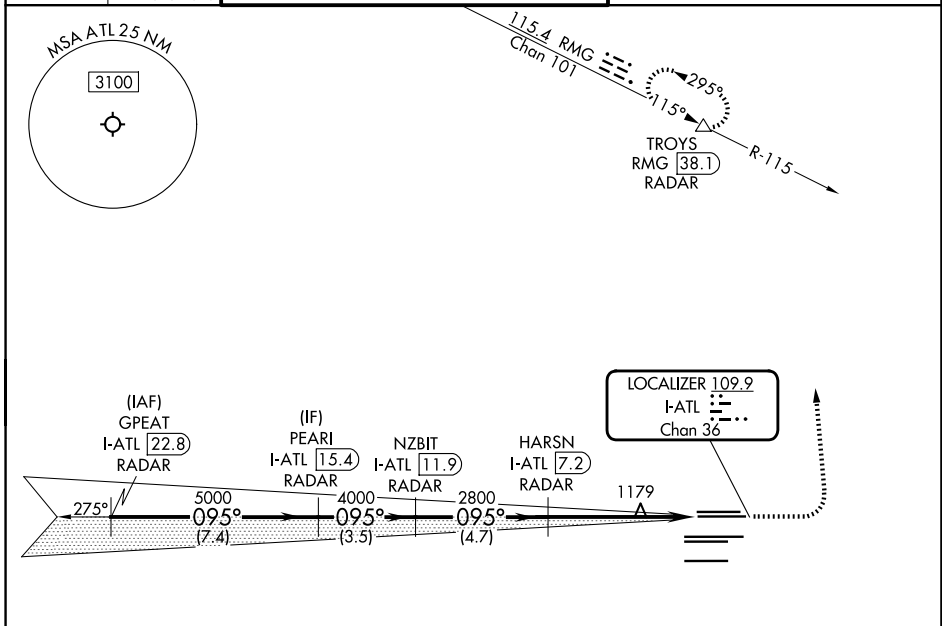 MSA ATL 25 NM
3100
115.4 RMG
Chan 101
295°
115°
TROYS
RMG 38.1
RADAR
R-115
LOCALIZER 109.9
I-ATL
Chan 36
(IAF)
GPEAT
I-ATL 22.8
RADAR
(IF)
PEARI
I-ATL 15.4
RADAR
NZBIT
I-ATL 11.9
RADAR
HARSN
I-ATL 7.2
RADAR
1179
275°
5000
095°
(7.4)
4000
095°
(3.5)
2800
095°
(4.7)